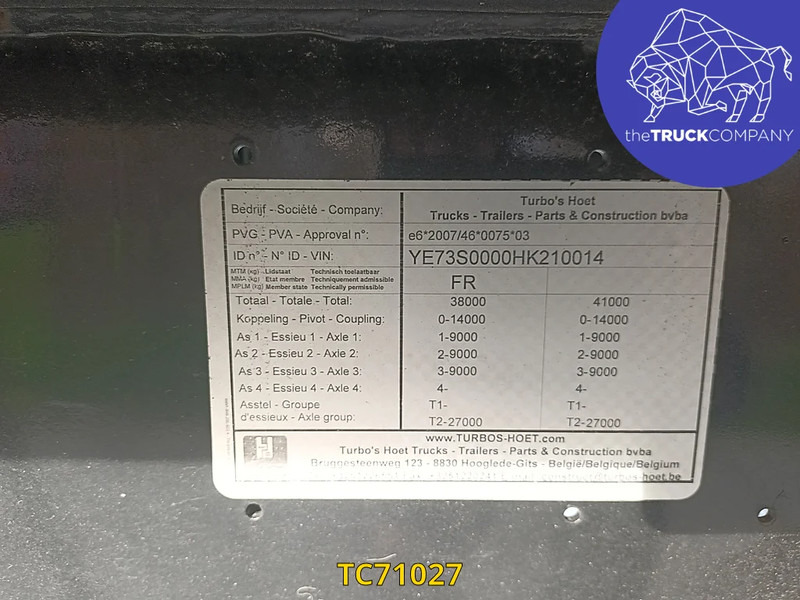 theTRUCKCOMPANY
Bedrijf - Société - Company:
Turbo's Hoet
Trucks - Trailers - Parts & Construction bvba
PVG - PVA - Approval n°:
e6*2007/46*0075*03
ID n° - N° ID - VIN:
YE73S0000HK210014
MTM (kg) Lidstaat Technisch toelaatbaar
MMA (kg) Etat membre Techniquement admissible
MPLM (kg) Member state Technically permissible
FR
Totaal - Totale - Total: 38000 41000
Koppeling - Pivot - Coupling: 0-14000 0-14000
As 1 - Essieu 1 - Axle 1: 1-9000 1-9000
As 2 - Essieu 2 - Axle 2: 2-9000 2-9000
As 3 - Essieu 3 - Axle 3: 3-9000 3-9000
As 4 - Essieu 4 - Axle 4: 4- 4-
Asstel - Groupe T1- T1-
d'essieux - Axle group: T2-27000 T2-27000
www.TURBOS-HOET.com
Turbo's Hoet Trucks - Trailers - Parts & Construction bvba
Bruggesteenweg 123 - 8830 Hooglede-Gits - België/Belgique/Belgium
TC71027